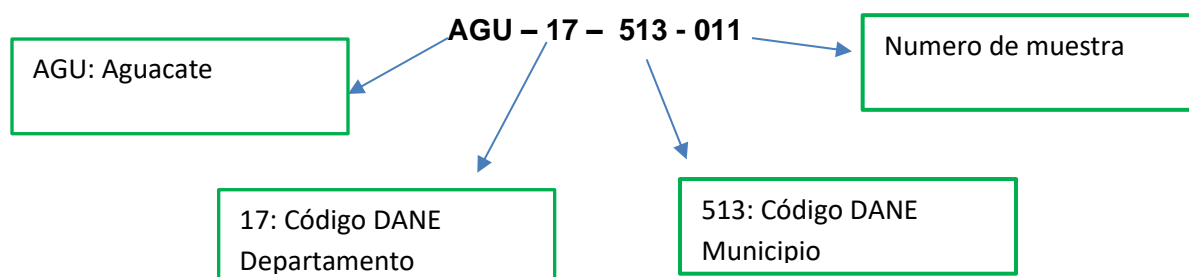 AGU – 17 – 513 - 011
AGU: Aguacate
Numero de muestra
17: Código DANE
Departamento
513: Código DANE
Municipio